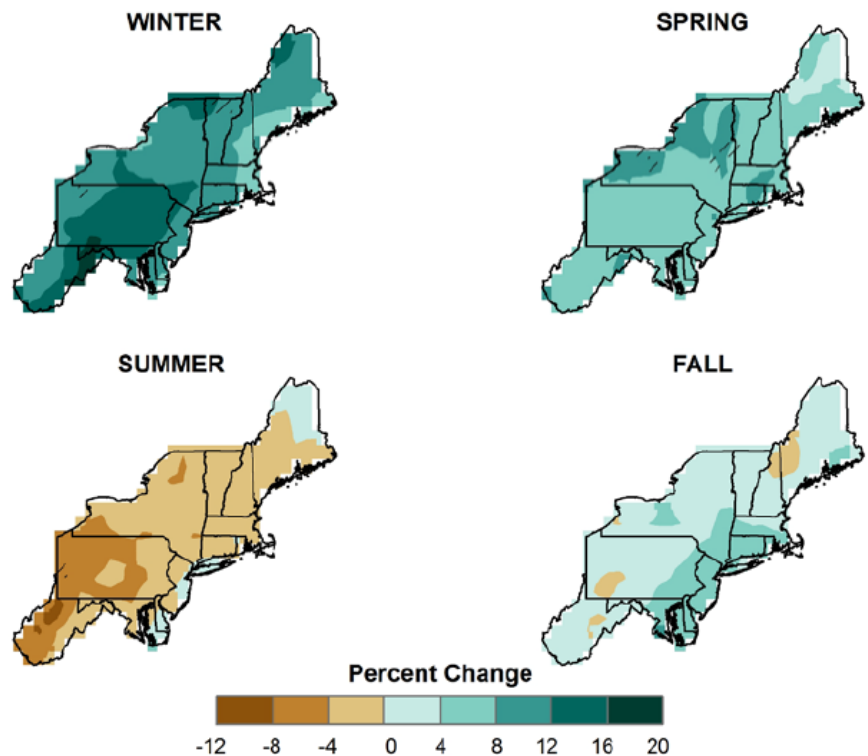 WINTER
SPRING
SUMMER
FALL
Percent Change
-12 -8 -4 0 4 8 12 16 20